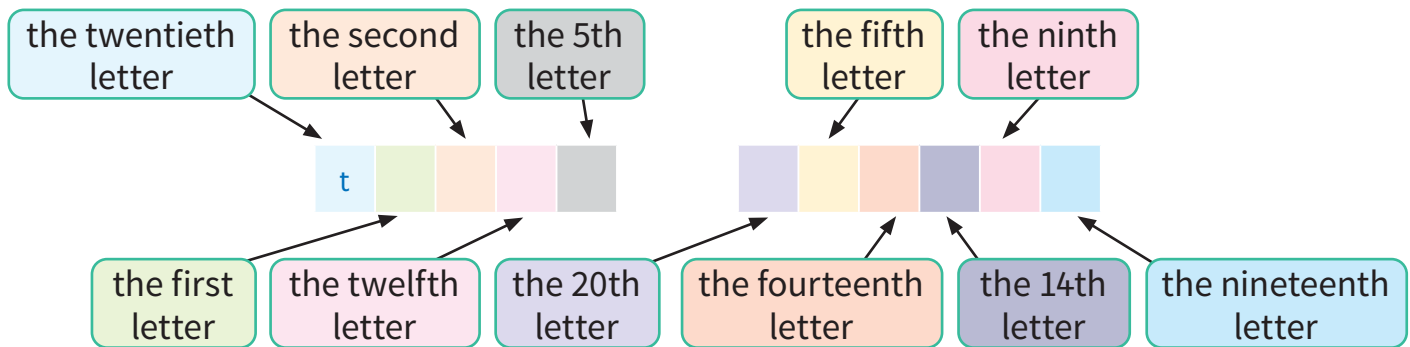 the twentieth
letter
the second
letter
the 5th
letter
the fifth
letter
the ninth
letter
t
the first
letter
the twelfth
letter
the 20th
letter
the fourteenth
letter
the 14th
letter
the nineteenth
letter